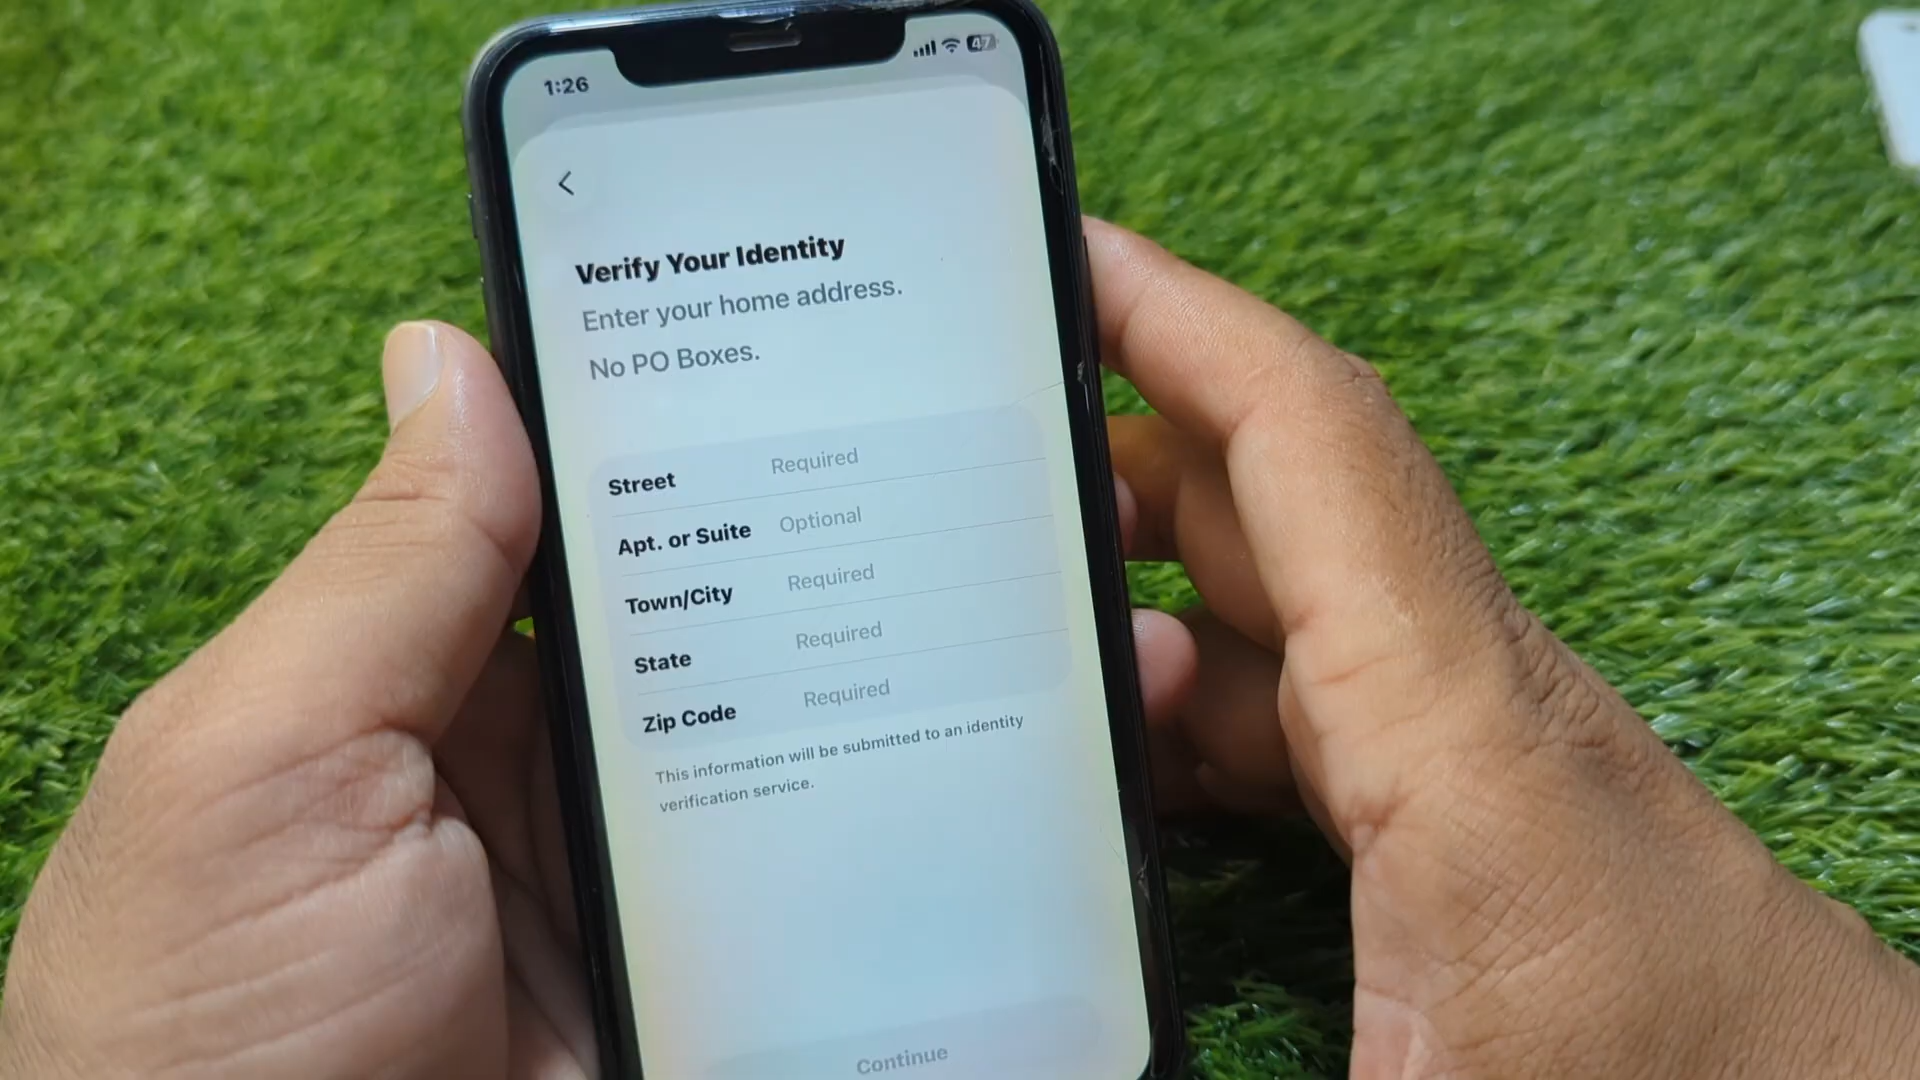 1:26
47
Verify Your Identity
Enter your home address.
No PO Boxes.
Street Required
Apt. or Suite Optional
Town/City Required
State Required
Zip Code Required
This information will be submitted to an identity
verification service.
Continue